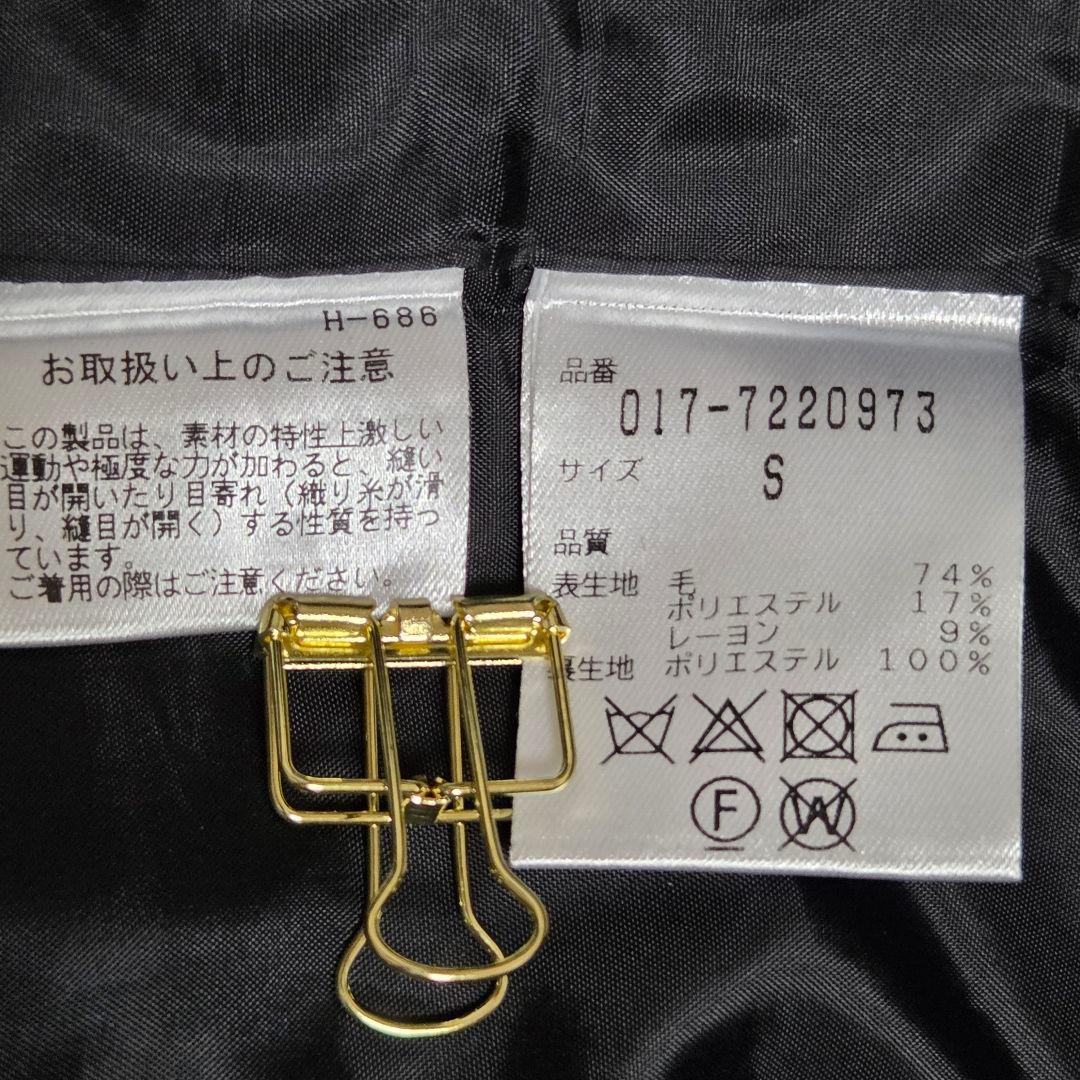 H-686
お取扱い上のご注意
この製品は、素材の特性上激しい
運動や極度な力が加わると、縫い
目が開いたり目寄れ(織り糸が滑
り、縫目が開く)する性質を持つ
ています。
ご着用の際はご注意ください。
品番
017-7220973
サイズ S
品質
表生地 毛 74%
ポリエステル 17%
レーヨン 9%
裏生地 ポリエステル 100%
F W